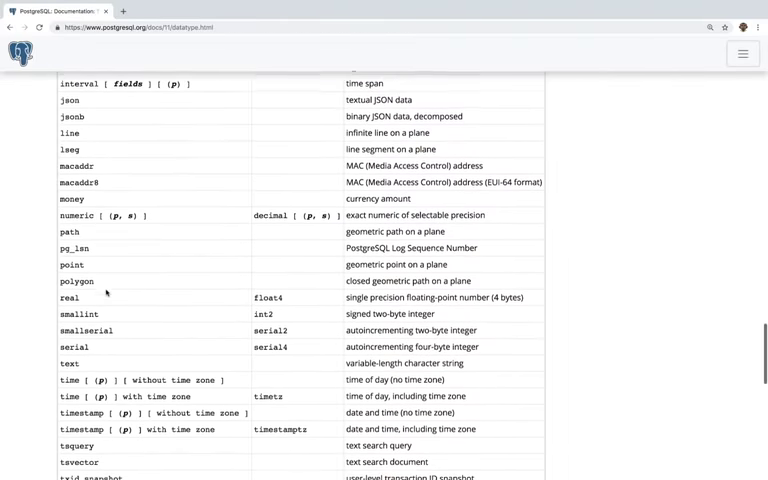 PostgreSQL: Documentation: 1
https://www.postgresql.org/docs/11/datatype.html
interval [ fields ] [ (p) ] time span
json textual JSON data
jsonb binary JSON data, decomposed
line infinite line on a plane
lseg line segment on a plane
macaddr MAC (Media Access Control) address
macaddr8 MAC (Media Access Control) address (EUI-64 format)
money currency amount
numeric [ (p, s) ] decimal [ (p, s) ] exact numeric of selectable precision
path geometric path on a plane
pg_lsn PostgreSQL Log Sequence Number
point geometric point on a plane
polygon closed geometric path on a plane
real float4 single precision floating-point number (4 bytes)
smallint int2 signed two-byte integer
smallserial serial2 autoincrementing two-byte integer
serial serial4 autoincrementing four-byte integer
text variable-length character string
time [ (p) ] [ without time zone ] time of day (no time zone)
time [ (p) ] with time zone timetz time of day, including time zone
timestamp [ (p) ] [ without time zone ] date and time (no time zone)
timestamp [ (p) ] with time zone timestamptz date and time, including time zone
tsquery text search query
tsvector text search document
txid_snapshot user-level transaction ID snapshot